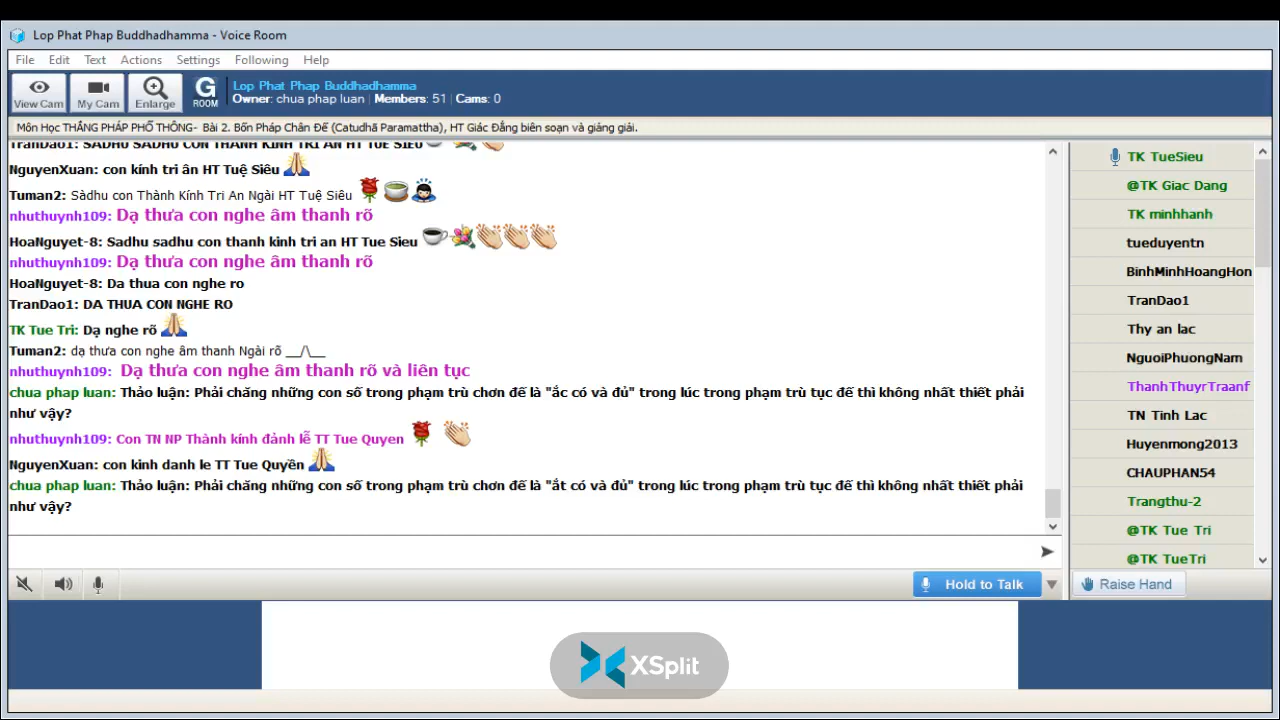 Lop Phat Phap Buddhadhamma - Voice Room
File Edit Text Actions Settings Following Help
View Cam
My Cam
Enlarge
G ROOM
Lop Phat Phap Buddhadhamma
Owner: chua phap luan | Members: 51 | Cams: 0
Môn Học THẮNG PHÁP PHỔ THÔNG- Bài 2. Bốn Pháp Chân Đế (Catudhā Paramattha), HT Giác Đẳng biên soạn và giảng giải.
TranDao1: SADHU SADHU CON THANH KINH TRI AN HT TUE SIEU
NguyenXuan: con kính tri ân HT Tuệ Siêu
Tuman2: Sàdhu con Thành Kính Tri An Ngài HT Tuệ Siêu
nhuthuynh109: Dạ thưa con nghe âm thanh rõ
HoaNguyet-8: Sadhu sadhu con thanh kinh tri an HT Tue Sieu
nhuthuynh109: Dạ thưa con nghe âm thanh rõ
HoaNguyet-8: Da thua con nghe ro
TranDao1: DA THUA CON NGHE RO
TK Tue Tri: Dạ nghe rõ
Tuman2: dạ thưa con nghe âm thanh Ngài rõ __/\__
nhuthuynh109: Dạ thưa con nghe âm thanh rõ và liên tục
chua phap luan: Thảo luận: Phải chăng những con số trong phạm trù chơn đế là "ắc có và đủ" trong lúc trong phạm trù tục đế thì không nhất thiết phải
như vậy?
nhuthuynh109: Con TN NP Thành kính đảnh lễ TT Tue Quyen
NguyenXuan: con kinh danh le TT Tue Quyền
chua phap luan: Thảo luận: Phải chăng những con số trong phạm trù chơn đế là "ắt có và đủ" trong lúc trong phạm trù tục đế thì không nhất thiết phải
như vậy?
TK TueSieu
@TK Giac Dang
TK minhhanh
tueduyentn
BinhMinhHoangHon
TranDao1
Thy an lac
NguoiPhuongNam
ThanhThuyrTraanf
TN Tinh Lac
Huyenmong2013
CHAUPHAN54
Trangthu-2
@TK Tue Tri
@TK TueTri
Hold to Talk
Raise Hand
XSplit